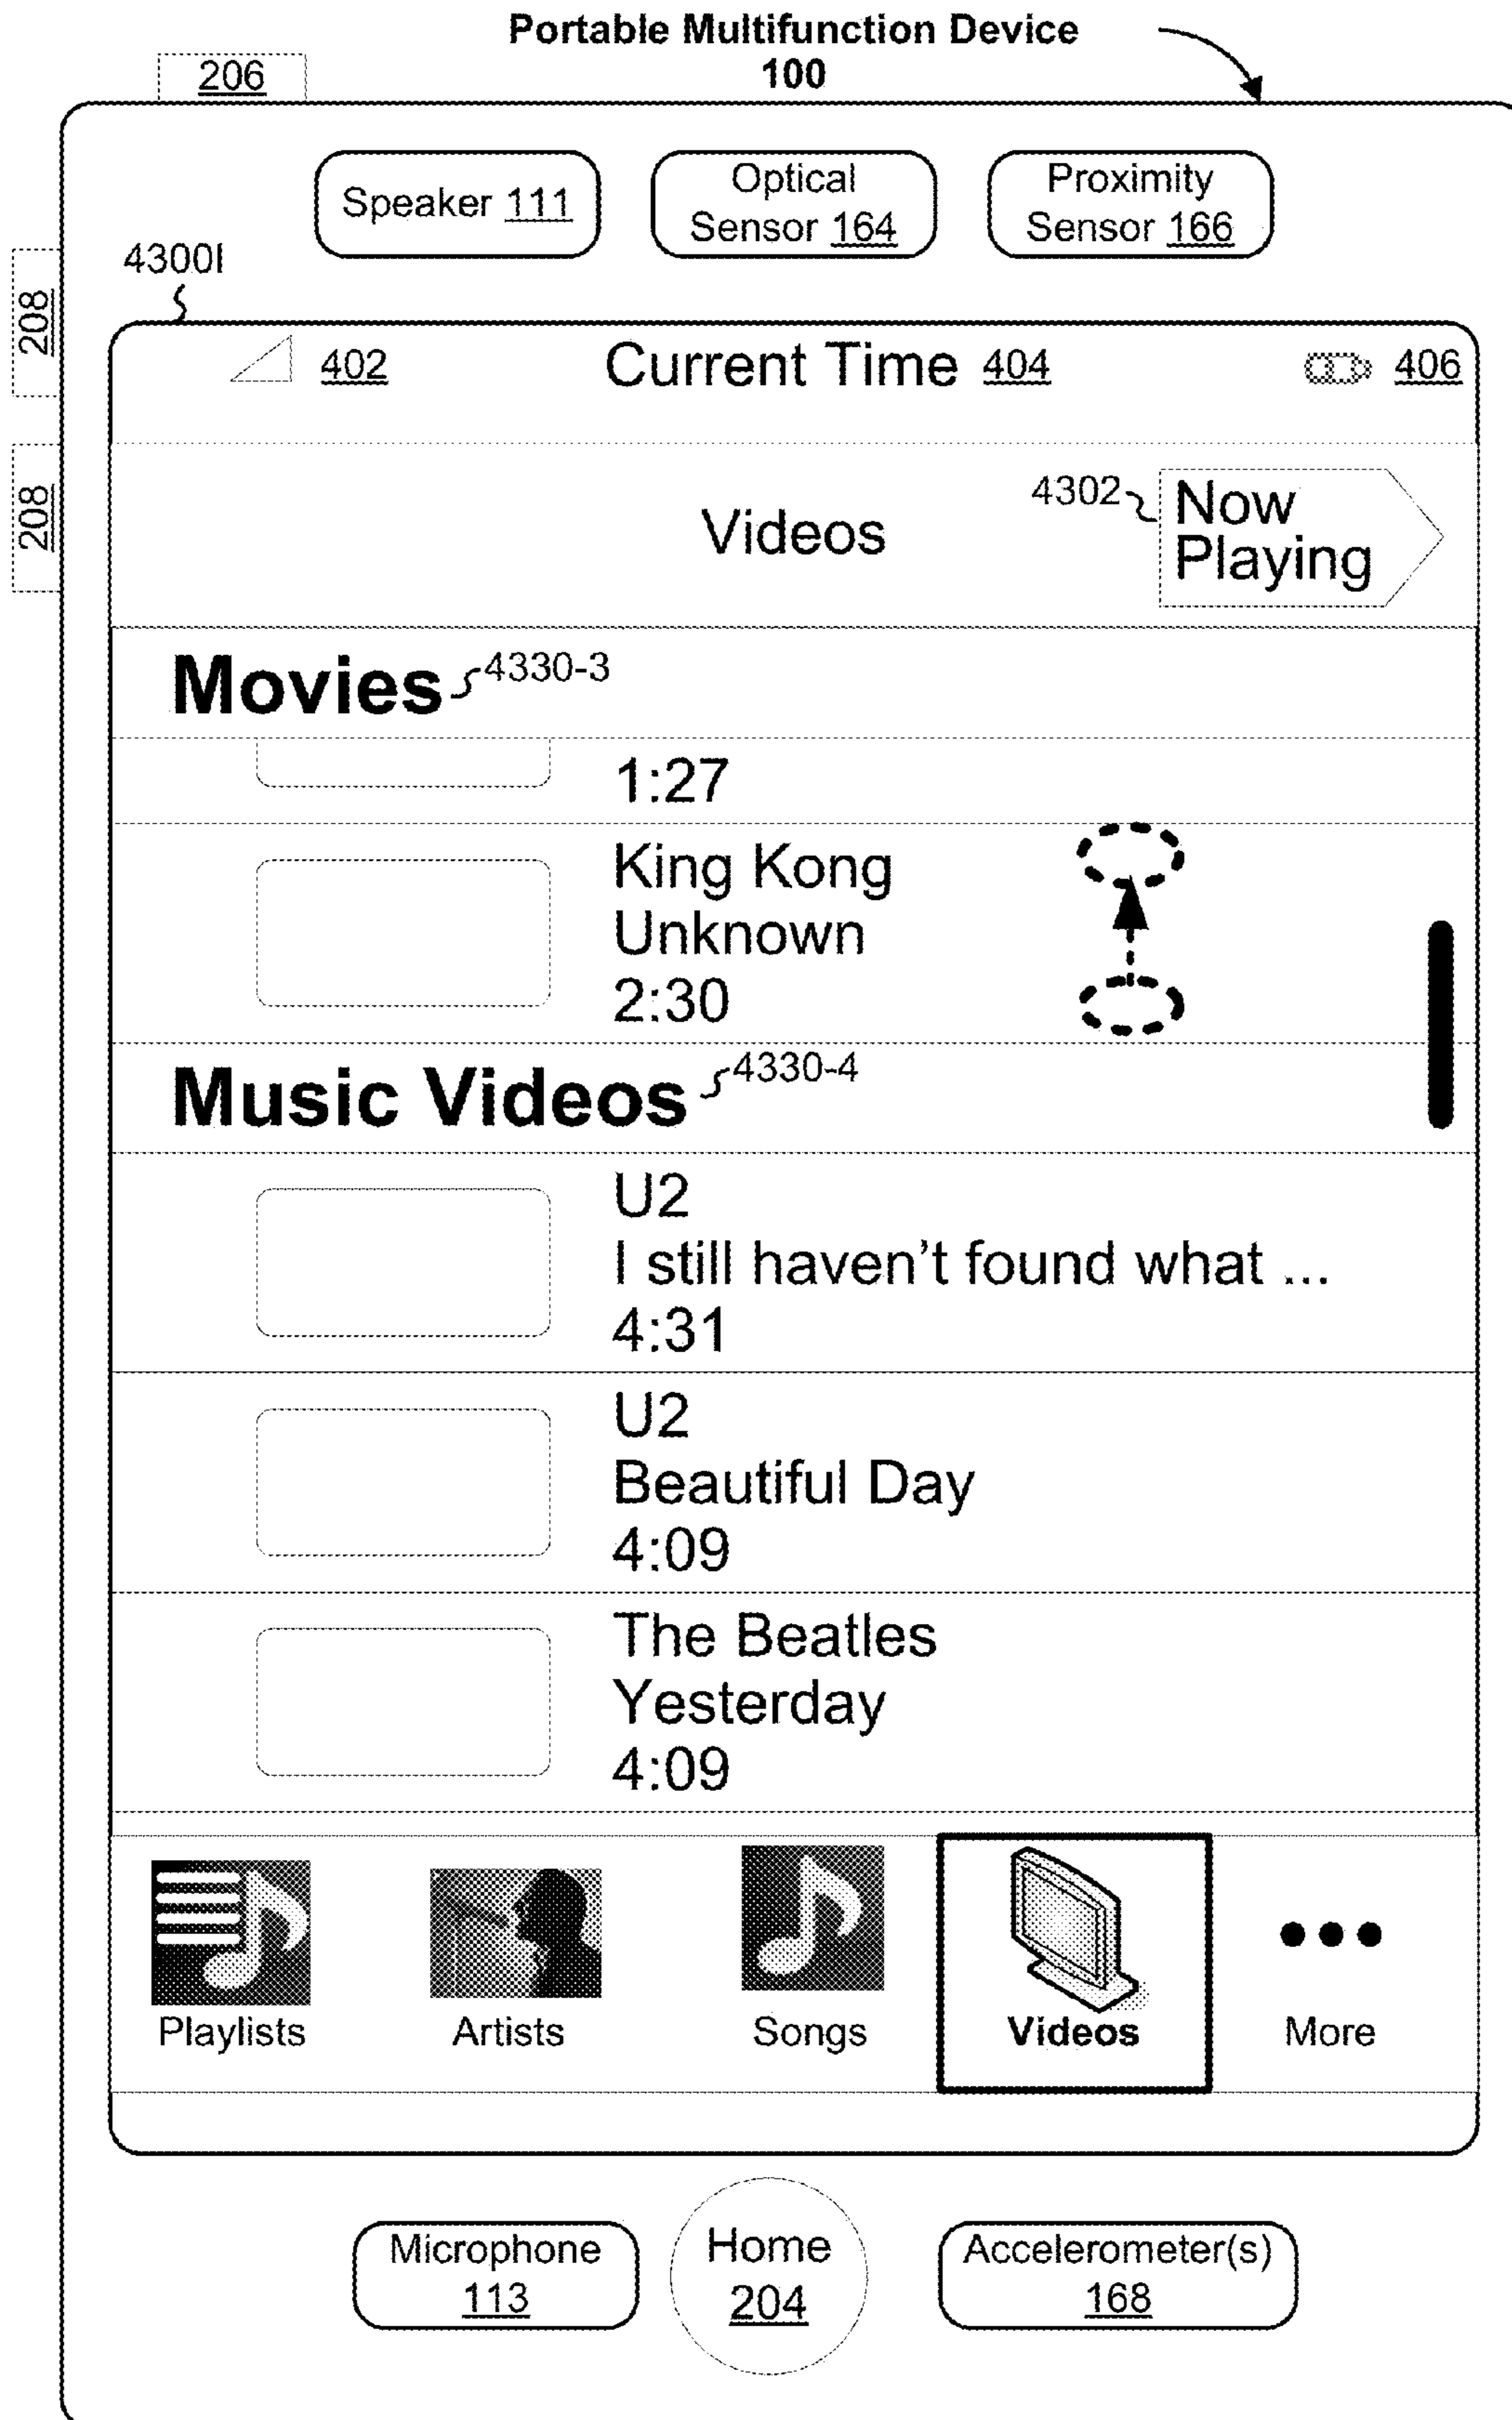 Portable Multifunction Device
100
206
Speaker 111
Optical
Sensor 164
Proximity
Sensor 166
4300I
208
208
402
Current Time 404
406
Videos
4302
Now
Playing
Movies
4330-3
1:27
King Kong
Unknown
2:30
Music Videos
4330-4
U2
I still haven’t found what ...
4:31
U2
Beautiful Day
4:09
The Beatles
Yesterday
4:09
Playlists
Artists
Songs
Videos
More
Microphone
113
Home
204
Accelerometer(s)
168